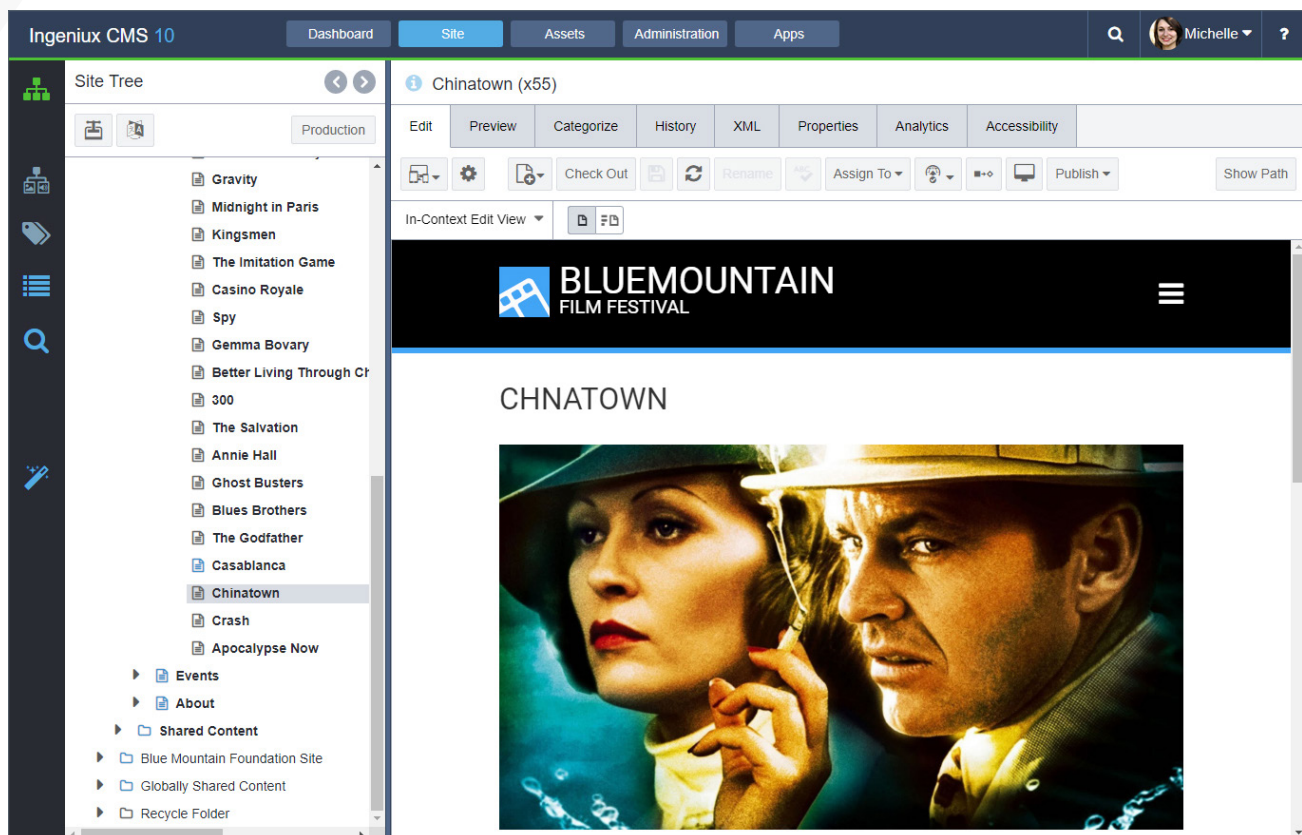 Ingeniux CMS 10
Dashboard
Site
Assets
Administration
Apps
Michelle
?
Site Tree
Production
Gravity
Midnight in Paris
Kingsmen
The Imitation Game
Casino Royale
Spy
Gemma Bovary
Better Living Through Ch
300
The Salvation
Annie Hall
Ghost Busters
Blues Brothers
The Godfather
Casablanca
Chinatown
Crash
Apocalypse Now
Events
About
Shared Content
Blue Mountain Foundation Site
Globally Shared Content
Recycle Folder
Chinatown (x55)
Edit
Preview
Categorize
History
XML
Properties
Analytics
Accessibility
Check Out
Rename
ABC
Assign To
Publish
Show Path
In-Context Edit View
BLUEMOUNTAIN
FILM FESTIVAL
CHNATOWN